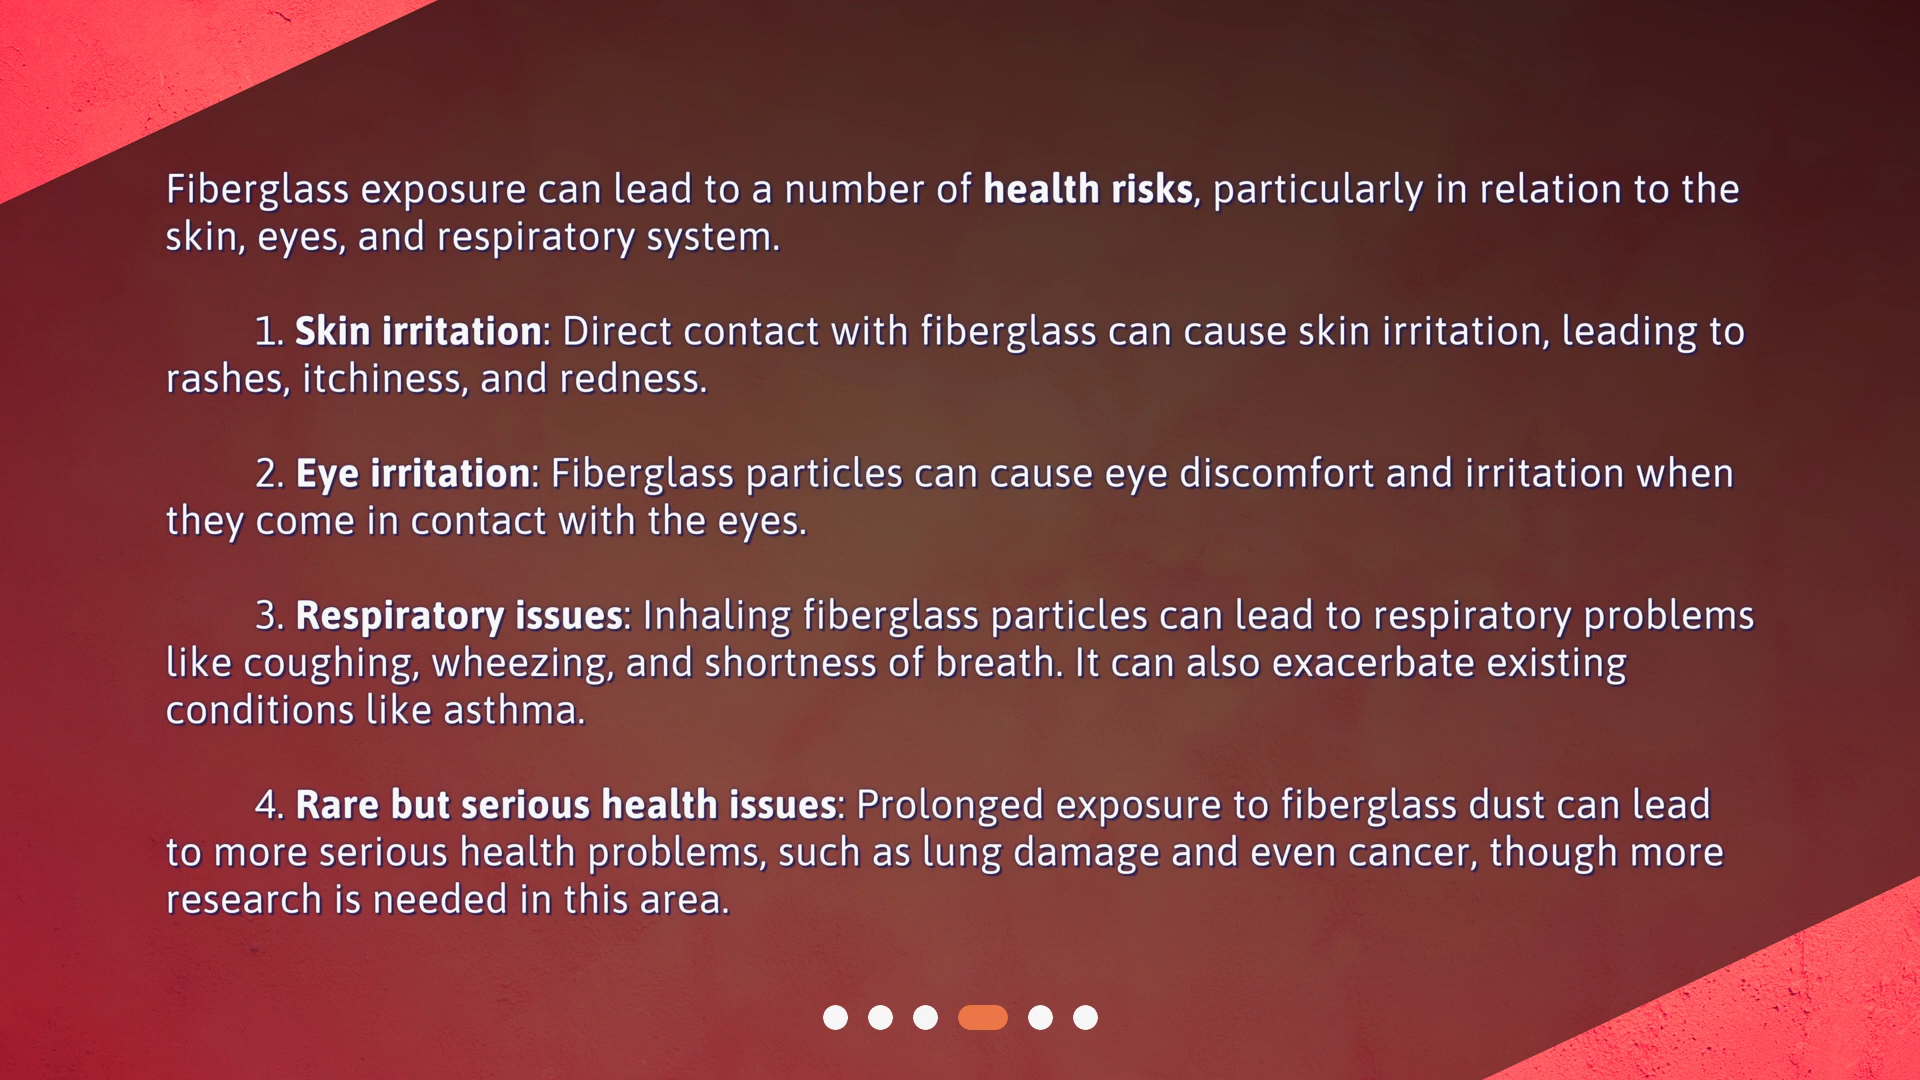 Fiberglass exposure can lead to a number of health risks, particularly in relation to the
skin, eyes, and respiratory system.
1. Skin irritation: Direct contact with fiberglass can cause skin irritation, leading to
rashes, itchiness, and redness.
2. Eye irritation: Fiberglass particles can cause eye discomfort and irritation when
they come in contact with the eyes.
3. Respiratory issues: Inhaling fiberglass particles can lead to respiratory problems
like coughing, wheezing, and shortness of breath. It can also exacerbate existing
conditions like asthma.
4. Rare but serious health issues: Prolonged exposure to fiberglass dust can lead
to more serious health problems, such as lung damage and even cancer, though more
research is needed in this area.